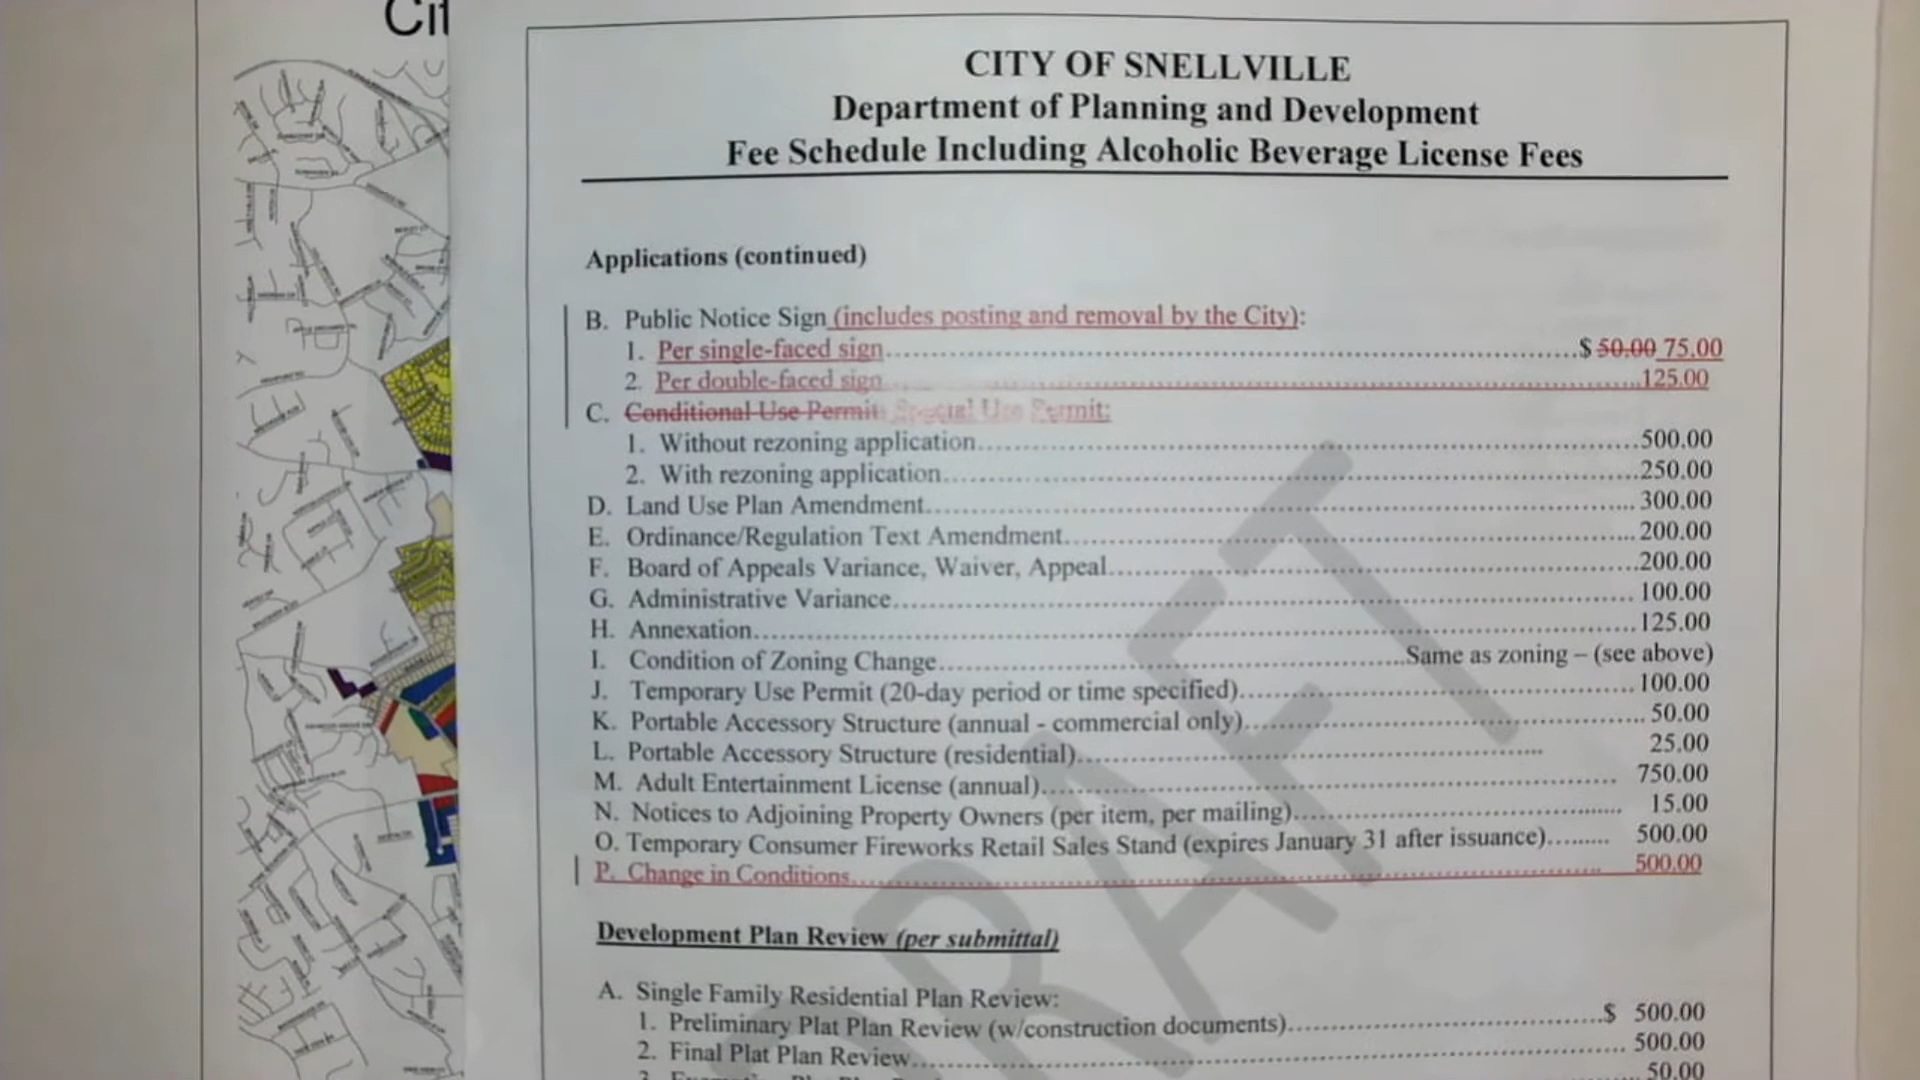 CITY OF SNELLVILLE
Department of Planning and Development
Fee Schedule Including Alcoholic Beverage License Fees
Applications (continued)
B. Public Notice Sign (includes posting and removal by the City):
1. Per single-faced sign $ 50.00 75.00
2. Per double-faced sign 125.00
C. Conditional Use Permit: Special Use Permit:
1. Without rezoning application 500.00
2. With rezoning application 250.00
D. Land Use Plan Amendment 300.00
E. Ordinance/Regulation Text Amendment 200.00
F. Board of Appeals Variance, Waiver, Appeal 200.00
G. Administrative Variance 100.00
H. Annexation 125.00
I. Condition of Zoning Change Same as zoning – (see above)
J. Temporary Use Permit (20-day period or time specified) 100.00
K. Portable Accessory Structure (annual - commercial only) 50.00
L. Portable Accessory Structure (residential) 25.00
M. Adult Entertainment License (annual) 750.00
N. Notices to Adjoining Property Owners (per item, per mailing) 15.00
O. Temporary Consumer Fireworks Retail Sales Stand (expires January 31 after issuance) 500.00
P. Change in Conditions 500.00
DRAFT
Development Plan Review (per submittal)
A. Single Family Residential Plan Review:
1. Preliminary Plat Plan Review (w/construction documents) $ 500.00
2. Final Plat Plan Review 500.00
50.00